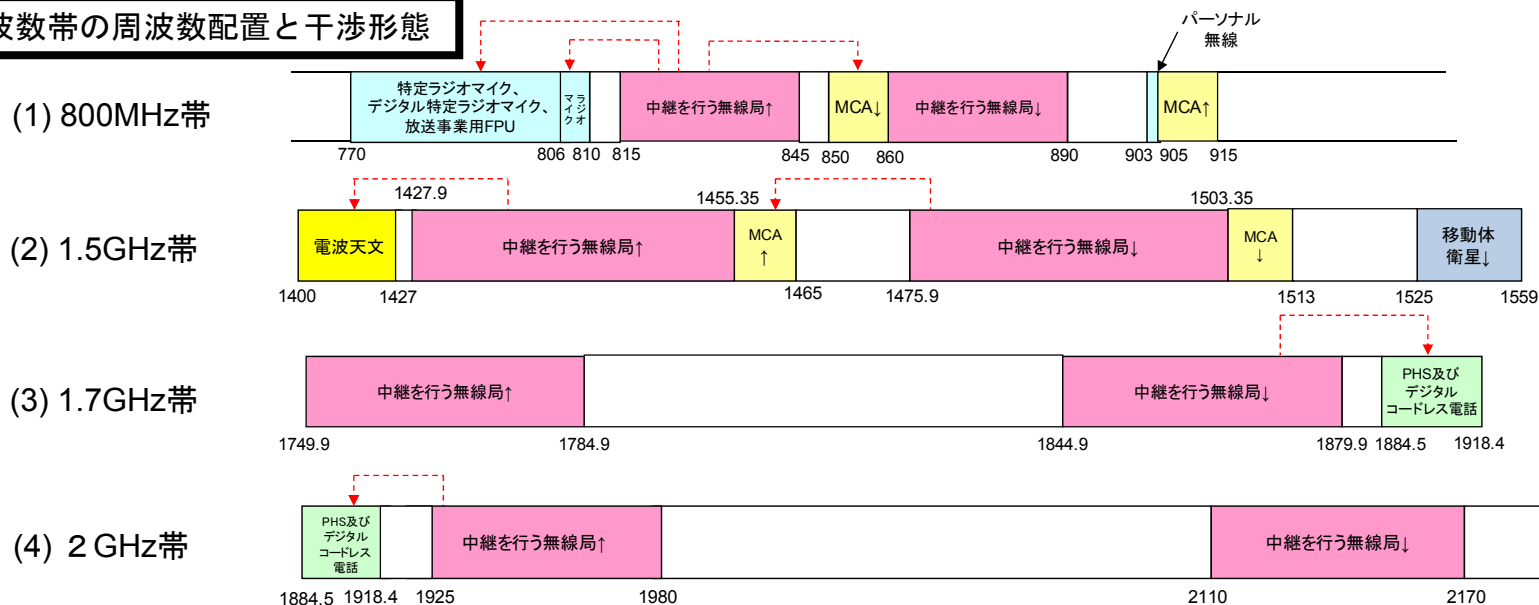 波数帯の周波数配置と干渉形態
パーソナル
無線
(1) 800MHz帯
特定ラジオマイク、
デジタル特定ラジオマイク、
放送事業用FPU
ラジオ
マイク
中継を行う無線局↑
MCA↓
中継を行う無線局↓
MCA↑
770
806
810
815
845
850
860
890
903
905
915
1427.9
1455.35
1503.35
(2) 1.5GHz帯
電波天文
中継を行う無線局↑
MCA
↑
中継を行う無線局↓
MCA
↓
移動体
衛星↓
1400
1427
1465
1475.9
1513
1525
1559
(3) 1.7GHz帯
中継を行う無線局↑
中継を行う無線局↓
PHS及び
デジタル
コードレス電話
1749.9
1784.9
1844.9
1879.9
1884.5
1918.4
(4) ２GHz帯
PHS及び
デジタル
コードレス
電話
中継を行う無線局↑
中継を行う無線局↓
1884.5
1918.4
1925
1980
2110
2170